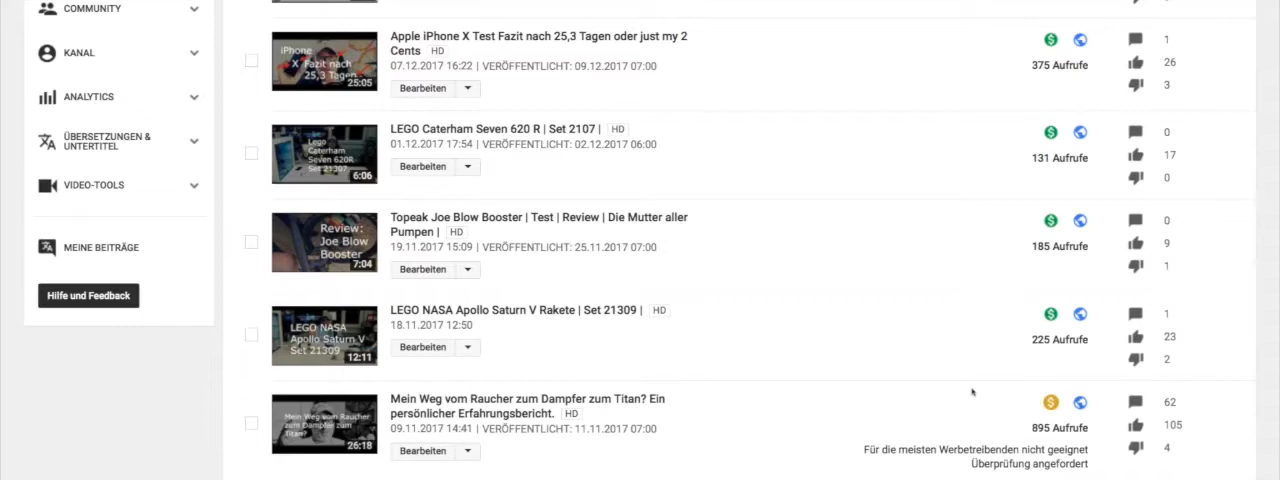 COMMUNITY
KANAL
ANALYTICS
ÜBERSETZUNGEN &
UNTERTITEL
VIDEO-TOOLS
MEINE BEITRÄGE
Hilfe und Feedback
iPhone
X Fazit nach
25,3 Tagen
25:05
Apple iPhone X Test Fazit nach 25,3 Tagen oder just my 2
Cents HD
07.12.2017 16:22 | VERÖFFENTLICHT: 09.12.2017 07:00
Bearbeiten
375 Aufrufe
1
26
3
Lego
Caterham
Seven 620R
Set 21307
6:06
LEGO Caterham Seven 620 R | Set 2107 | HD
01.12.2017 17:54 | VERÖFFENTLICHT: 02.12.2017 06:00
Bearbeiten
131 Aufrufe
0
17
0
Review:
Joe Blow
Booster
7:04
Topeak Joe Blow Booster | Test | Review | Die Mutter aller
Pumpen | HD
19.11.2017 15:09 | VERÖFFENTLICHT: 25.11.2017 07:00
Bearbeiten
185 Aufrufe
0
9
1
LEGO NASA
Apollo Saturn V
Set 21309
12:11
LEGO NASA Apollo Saturn V Rakete | Set 21309 | HD
18.11.2017 12:50
Bearbeiten
225 Aufrufe
1
23
2
Mein Weg vom Raucher
zum Dampfer zum
Titan?
26:18
Mein Weg vom Raucher zum Dampfer zum Titan? Ein
persönlicher Erfahrungsbericht. HD
09.11.2017 14:41 | VERÖFFENTLICHT: 11.11.2017 07:00
Bearbeiten
895 Aufrufe
Für die meisten Werbetreibenden nicht geeignet
Überprüfung angefordert
62
105
4